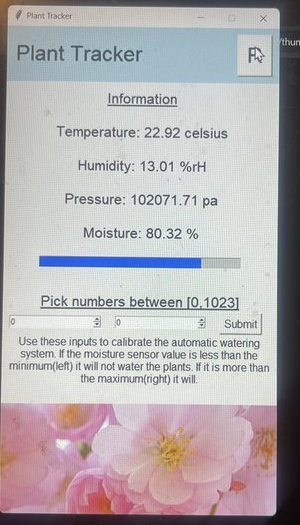 Plant Tracker
/thun
Plant Tracker
Information
Temperature: 22.92 celsius
Humidity: 13.01 %rH
Pressure: 102071.71 pa
Moisture: 80.32 %
Pick numbers between [0,1023]
0 0 Submit
Use these inputs to calibrate the automatic watering
system. If the moisture sensor value is less than the
minimum(left) it will not water the plants. If it is more than
the maximum(right) it will.